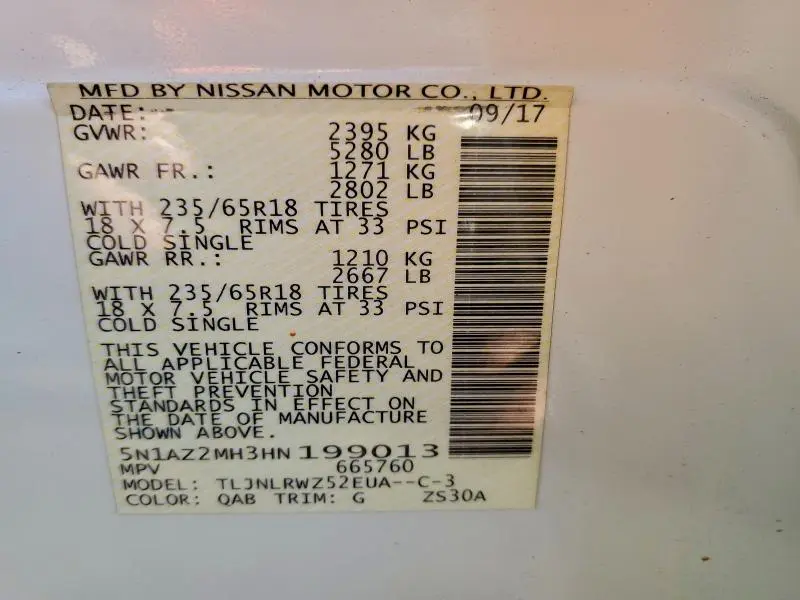 MFD BY NISSAN MOTOR CO., LTD.
DATE: 09/17
GVWR: 2395 KG
5280 LB
GAWR FR.: 1271 KG
2802 LB
WITH 235/65R18 TIRES
18 X 7.5 RIMS AT 33 PSI
COLD SINGLE
GAWR RR.: 1210 KG
2667 LB
WITH 235/65R18 TIRES
18 X 7.5 RIMS AT 33 PSI
COLD SINGLE
THIS VEHICLE CONFORMS TO
ALL APPLICABLE FEDERAL
MOTOR VEHICLE SAFETY AND
THEFT PREVENTION
STANDARDS IN EFFECT ON
THE DATE OF MANUFACTURE
SHOWN ABOVE.
5N1AZ2MH3HN199013
MPV 665760
MODEL: TLJNLRWZ52EUA--C-3
COLOR: QAB TRIM: G ZS30A